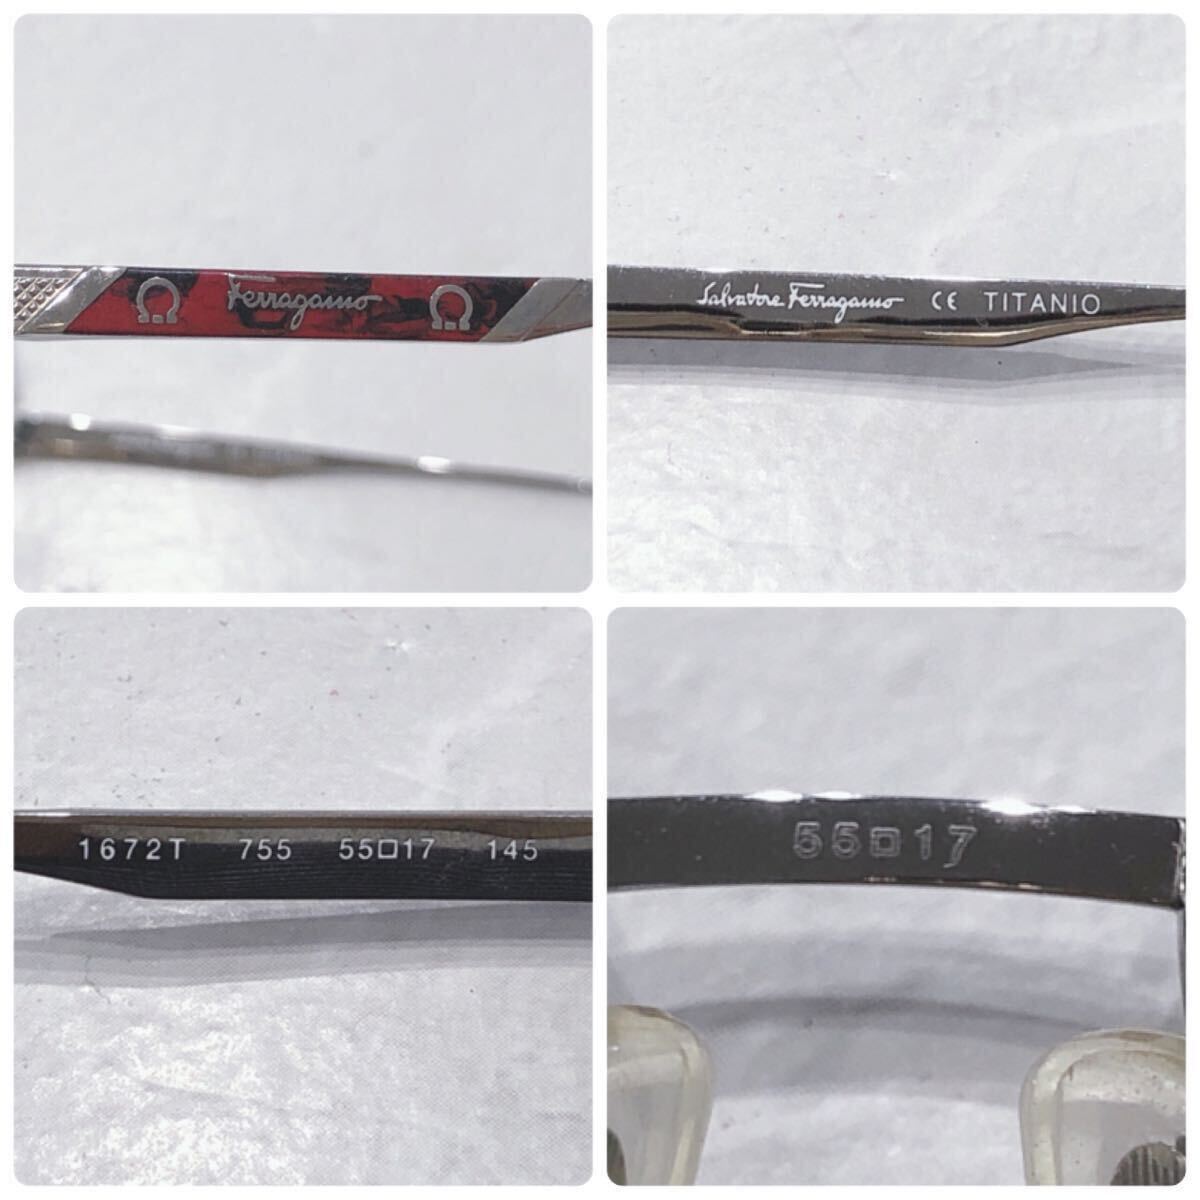 Ferragamo
Salvatore Ferragamo CE TITANIO
1672T 755 55□17 145
55□17